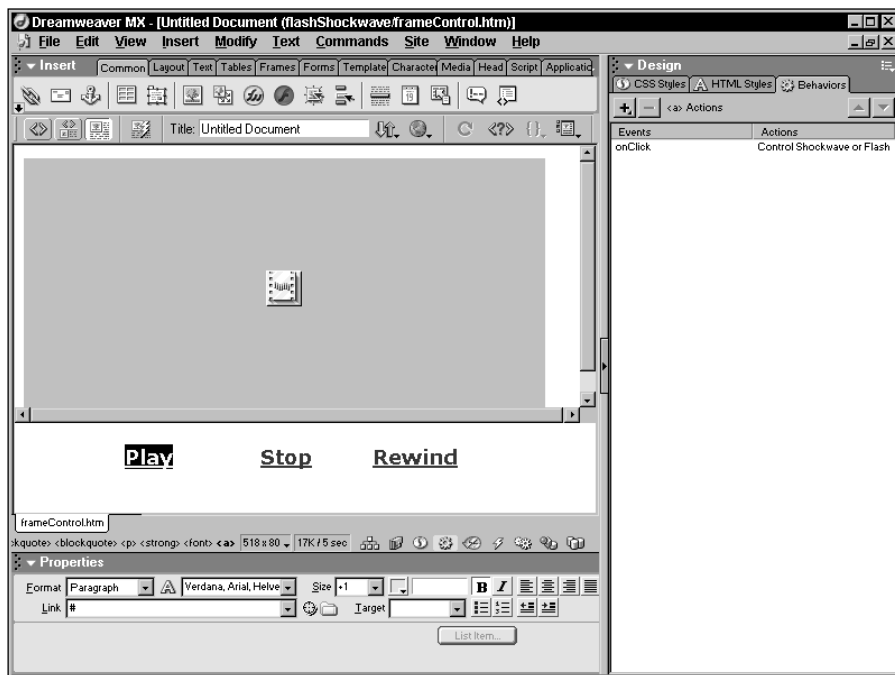 Dreamweaver MX - [Untitled Document (flashShockwave/frameControl.htm)]
File Edit View Insert Modify Text Commands Site Window Help
Insert Common Layout Text Tables Frames Forms Template Character Media Head Script Applicatio
Title: Untitled Document
Play Stop Rewind
frameControl.htm
kquote> <blockquote> <p> <strong> <font> <a> 518 x 80 17K / 5 sec
Properties
Format Paragraph Verdana, Arial, Helve Size +1 B I
Link # Target
List Item...
Design
CSS Styles HTML Styles Behaviors
<a> Actions
Events Actions
onClick Control Shockwave or Flash